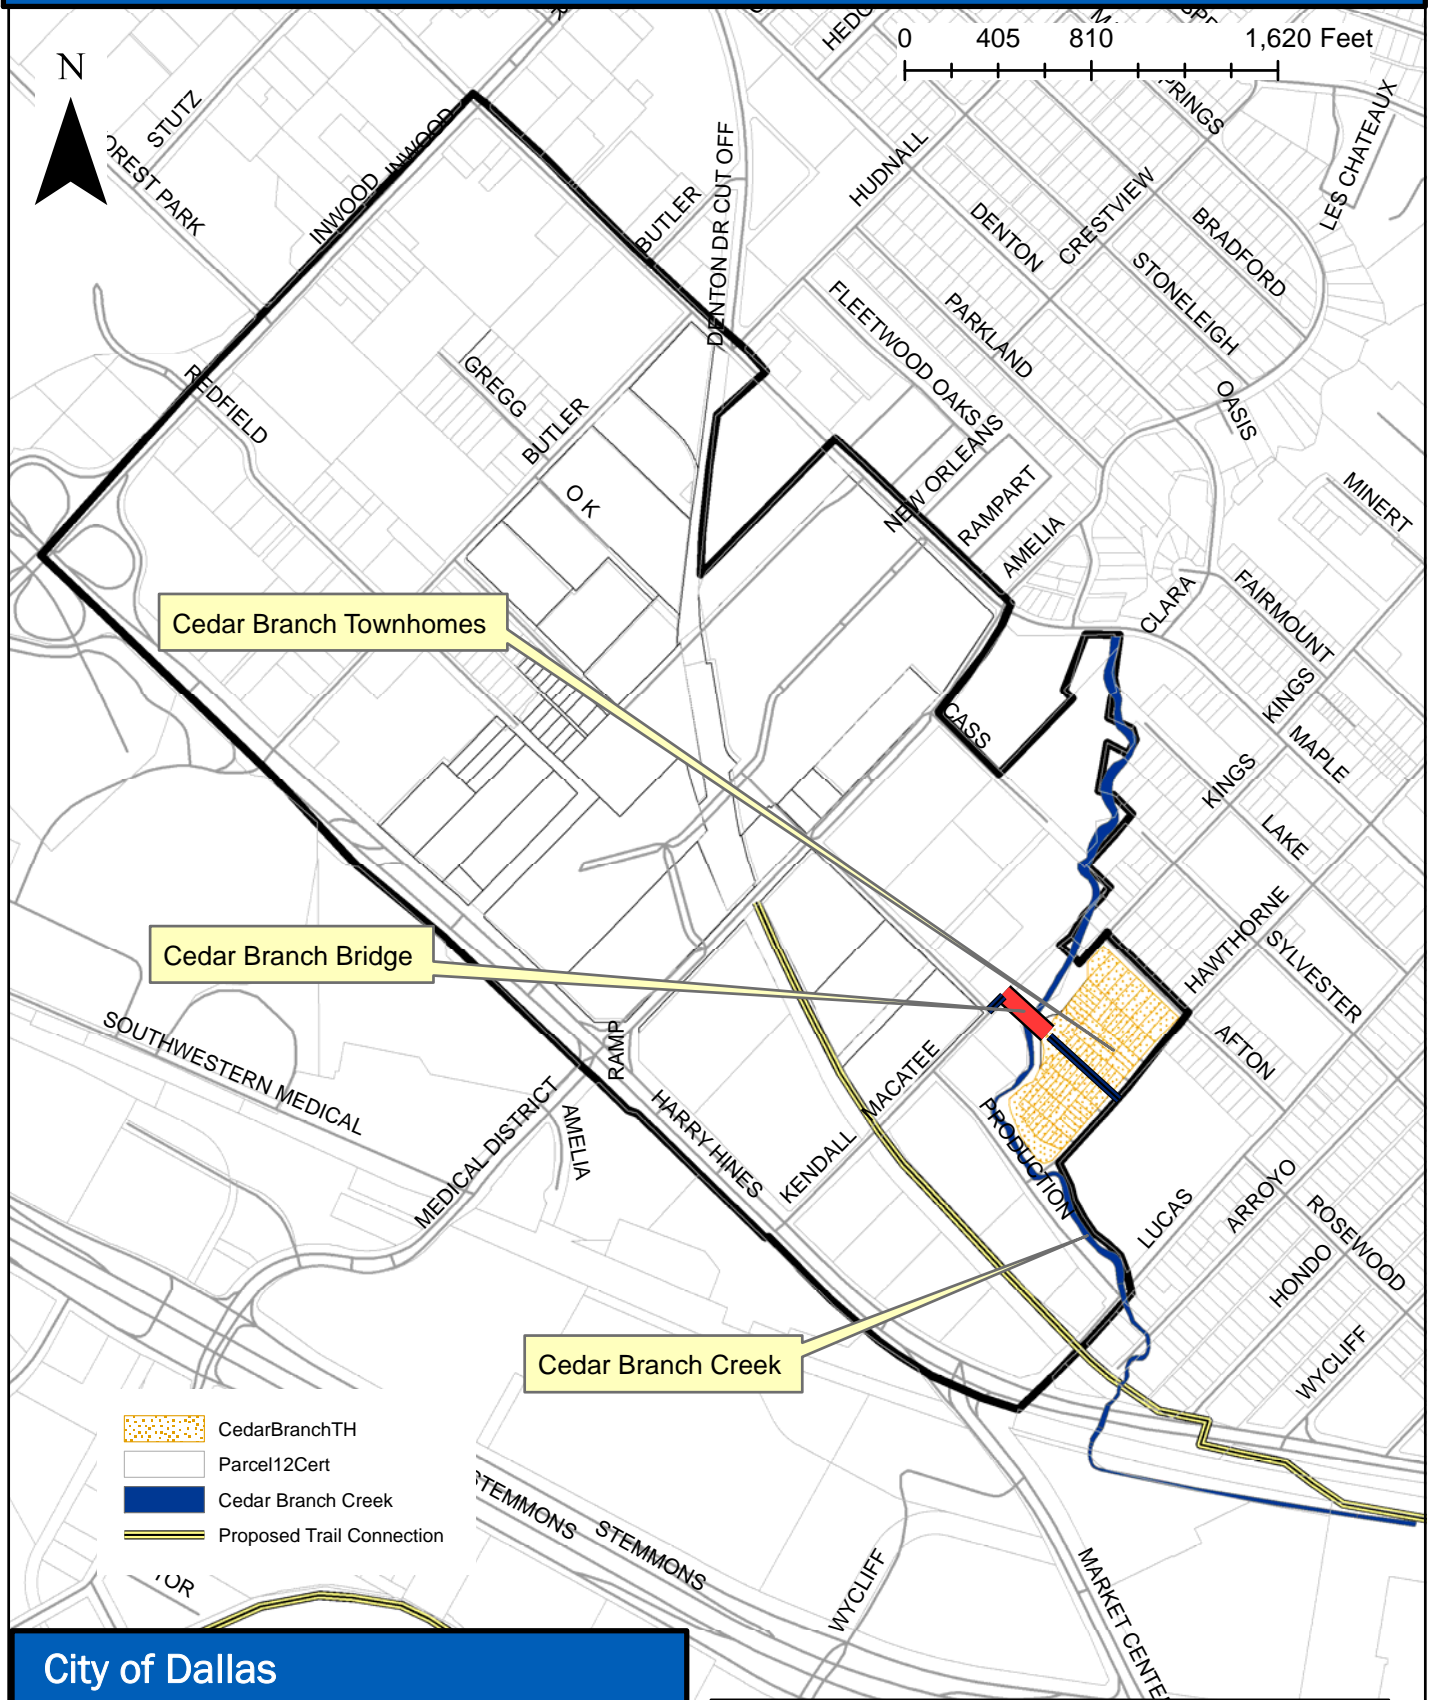 0 405 810 1,620 Feet
N
HUDNALL
LES CHATEAUX
STUTZ
INWOOD
INWOOD
BUTLER
DENTON DR CUT OFF
DENTON
CRESTVIEW
BRADFORD
STONELEIGH
FLEETWOOD OAKS
PARKLAND
OASIS
REDFIELD
GREGG
BUTLER
O K
NEW ORLEANS
RAMPART
AMELIA
MINERT
CLARA
FAIRMOUNT
Cedar Branch Townhomes
CASS
KINGS
MAPLE
KINGS
LAKE
Cedar Branch Bridge
HAWTHORNE
SYLVESTER
SOUTHWESTERN MEDICAL
RAMP
AFTON
MACATEE
PRODUCTION
MEDICAL DISTRICT
AMELIA
HARRY HINES
KENDALL
LUCAS
ARROYO
ROSEWOOD
HONDO
WYCLIFF
Cedar Branch Creek
CedarBranchTH
Parcel12Cert
Cedar Branch Creek
Proposed Trail Connection
STEMMONS
STEMMONS
WYCLIFF
MARKET CENTER
City of Dallas